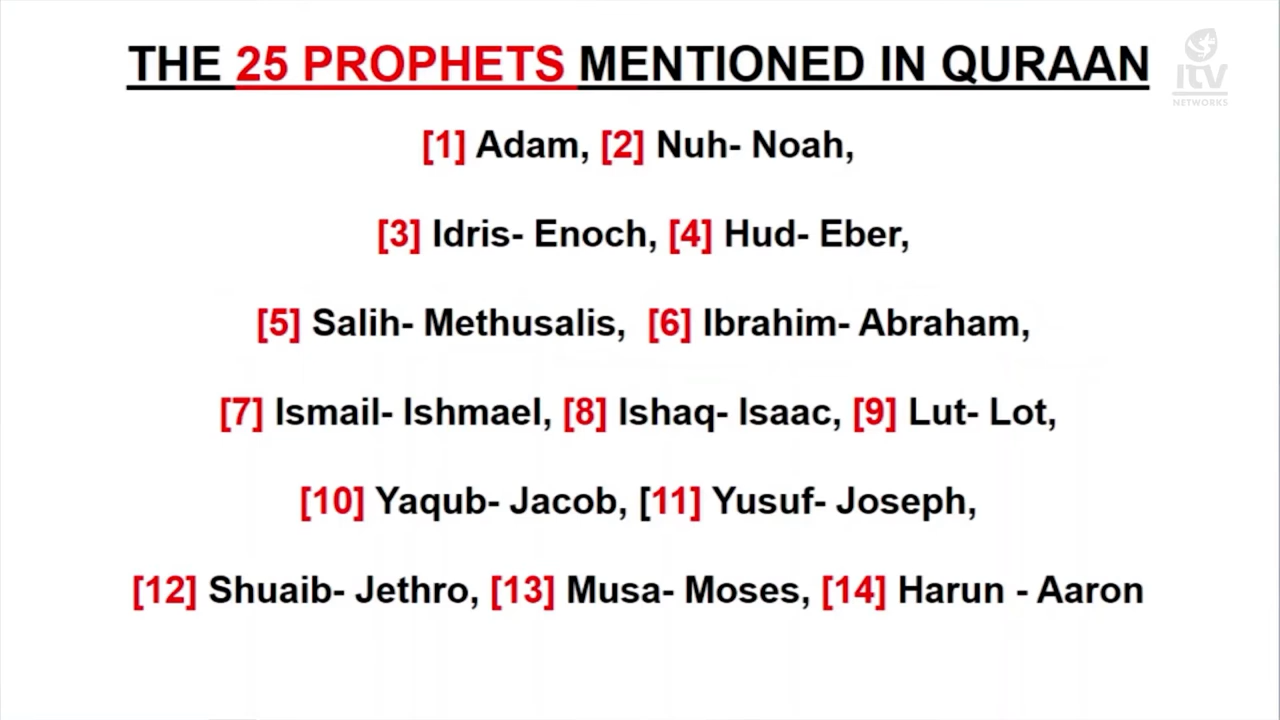 THE 25 PROPHETS MENTIONED IN QURAAN
itv
NETWORKS
[1] Adam, [2] Nuh- Noah,
[3] Idris- Enoch, [4] Hud- Eber,
[5] Salih- Methusalis, [6] Ibrahim- Abraham,
[7] Ismail- Ishmael, [8] Ishaq- Isaac, [9] Lut- Lot,
[10] Yaqub- Jacob, [11] Yusuf- Joseph,
[12] Shuaib- Jethro, [13] Musa- Moses, [14] Harun - Aaron